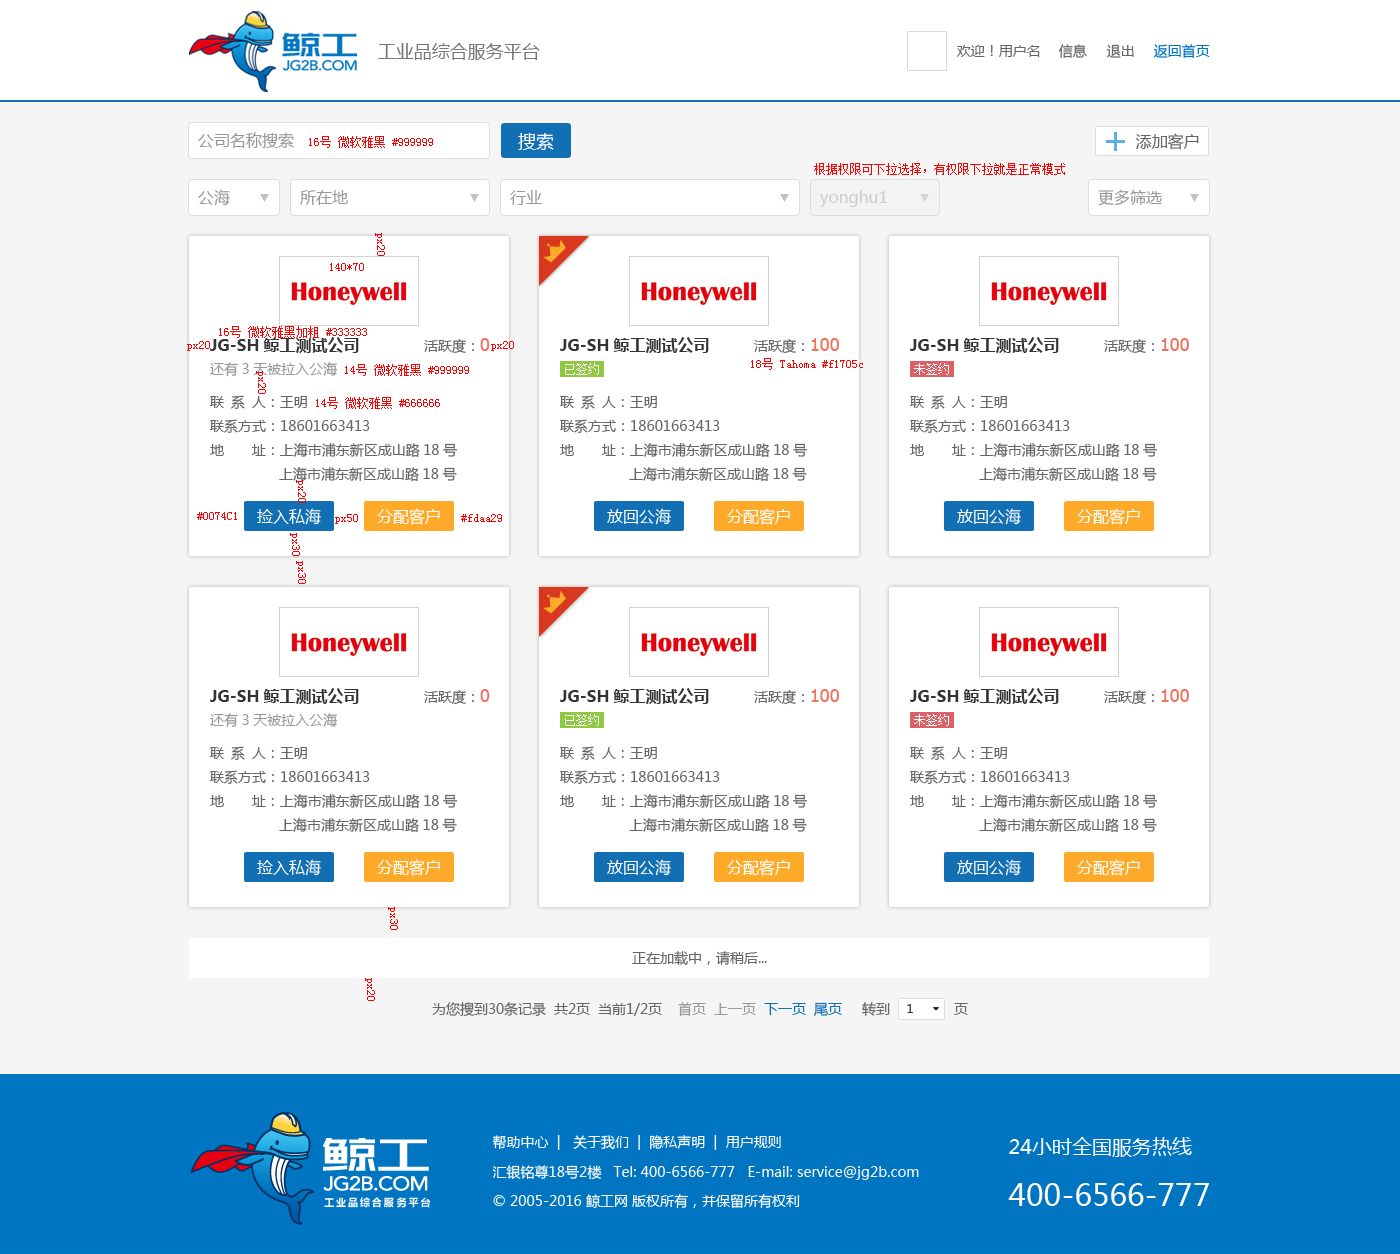 鲸工
JG2B.COM
工业品综合服务平台
欢迎！用户名 信息 退出 返回首页
公司名称搜索 16号 微软雅黑 #999999 搜索
添加客户
根据权限可下拉选择，有权限下拉就是正常模式
公海 所在地 行业 yonghu1 更多筛选
px20
140*70
Honeywell Honeywell Honeywell
16号 微软雅黑加粗 #333333
px20 JG-SH 鲸工测试公司 活跃度：0 px20
JG-SH 鲸工测试公司 活跃度：100
JG-SH 鲸工测试公司 活跃度：100
18号 Tahoma #f1705c
还有 3 天被拉入公海 14号 微软雅黑 #999999
已签约
未签约
px20
联 系 人：王明 14号 微软雅黑 #666666
联 系 人：王明
联 系 人：王明
联系方式：18601663413
联系方式：18601663413
联系方式：18601663413
地 址：上海市浦东新区成山路 18 号
地 址：上海市浦东新区成山路 18 号
地 址：上海市浦东新区成山路 18 号
上海市浦东新区成山路 18 号
上海市浦东新区成山路 18 号
上海市浦东新区成山路 18 号
px20
#0074C1 捡入私海 px50 分配客户 #fdaa29
放回公海 分配客户
放回公海 分配客户
px30
px30
Honeywell Honeywell Honeywell
JG-SH 鲸工测试公司 活跃度：0
JG-SH 鲸工测试公司 活跃度：100
JG-SH 鲸工测试公司 活跃度：100
还有 3 天被拉入公海
已签约
未签约
联 系 人：王明
联 系 人：王明
联 系 人：王明
联系方式：18601663413
联系方式：18601663413
联系方式：18601663413
地 址：上海市浦东新区成山路 18 号
地 址：上海市浦东新区成山路 18 号
地 址：上海市浦东新区成山路 18 号
上海市浦东新区成山路 18 号
上海市浦东新区成山路 18 号
上海市浦东新区成山路 18 号
捡入私海 分配客户
放回公海 分配客户
放回公海 分配客户
px30
正在加载中，请稍后...
px20
为您搜到30条记录 共2页 当前1/2页 首页 上一页 下一页 尾页 转到 1 页
鲸工
JG2B.COM
工业品综合服务平台
帮助中心 | 关于我们 | 隐私声明 | 用户规则
汇银铭尊18号2楼 Tel: 400-6566-777 E-mail: service@jg2b.com
© 2005-2016 鲸工网 版权所有，并保留所有权利
24小时全国服务热线
400-6566-777